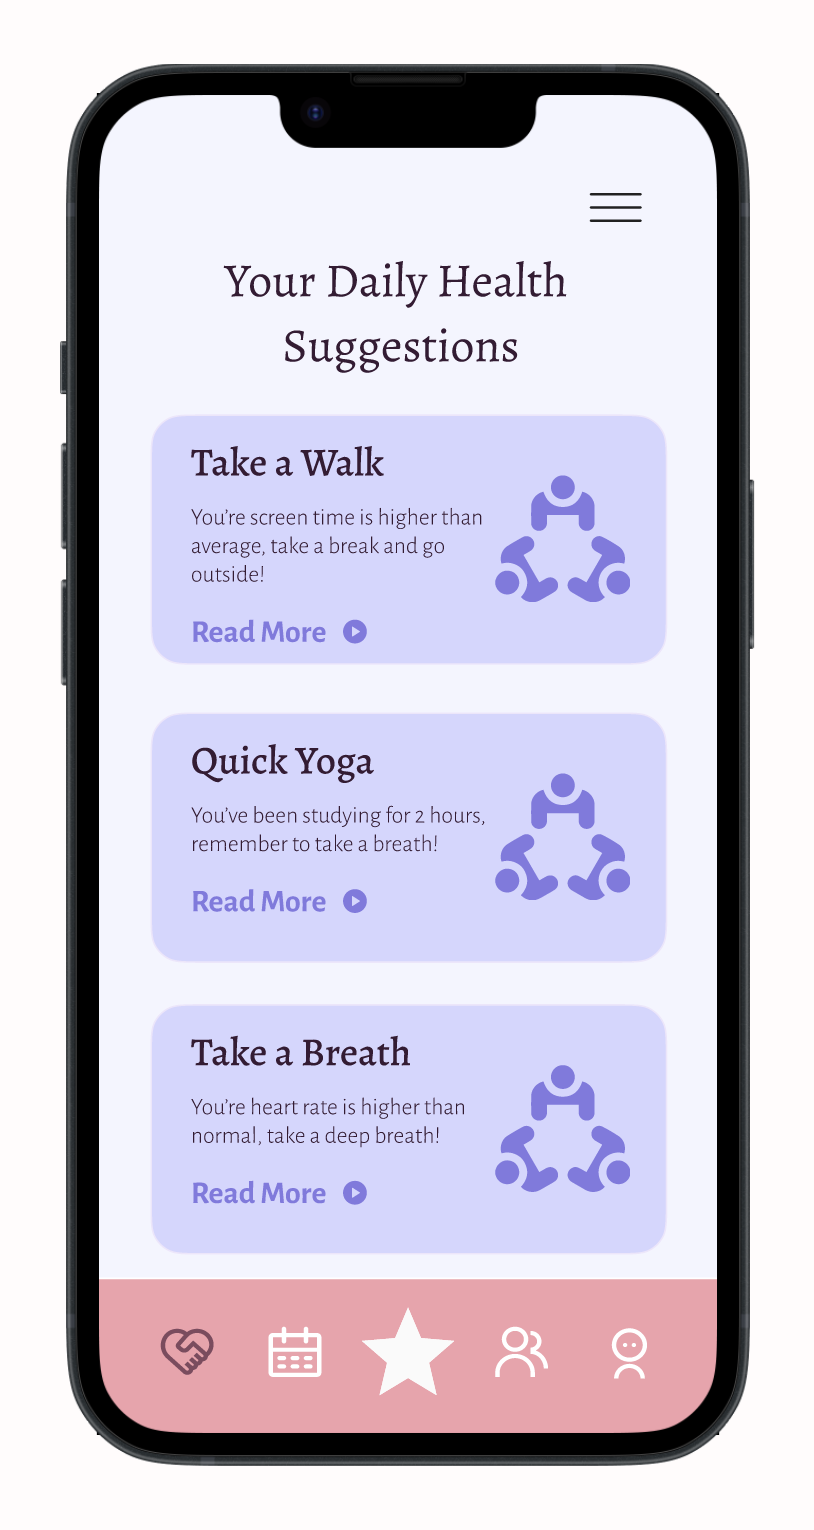 Your Daily Health
Suggestions
Take a Walk
You're screen time is higher than
average, take a break and go
outside!
Read More
Quick Yoga
You've been studying for 2 hours,
remember to take a breath!
Read More
Take a Breath
You're heart rate is higher than
normal, take a deep breath!
Read More